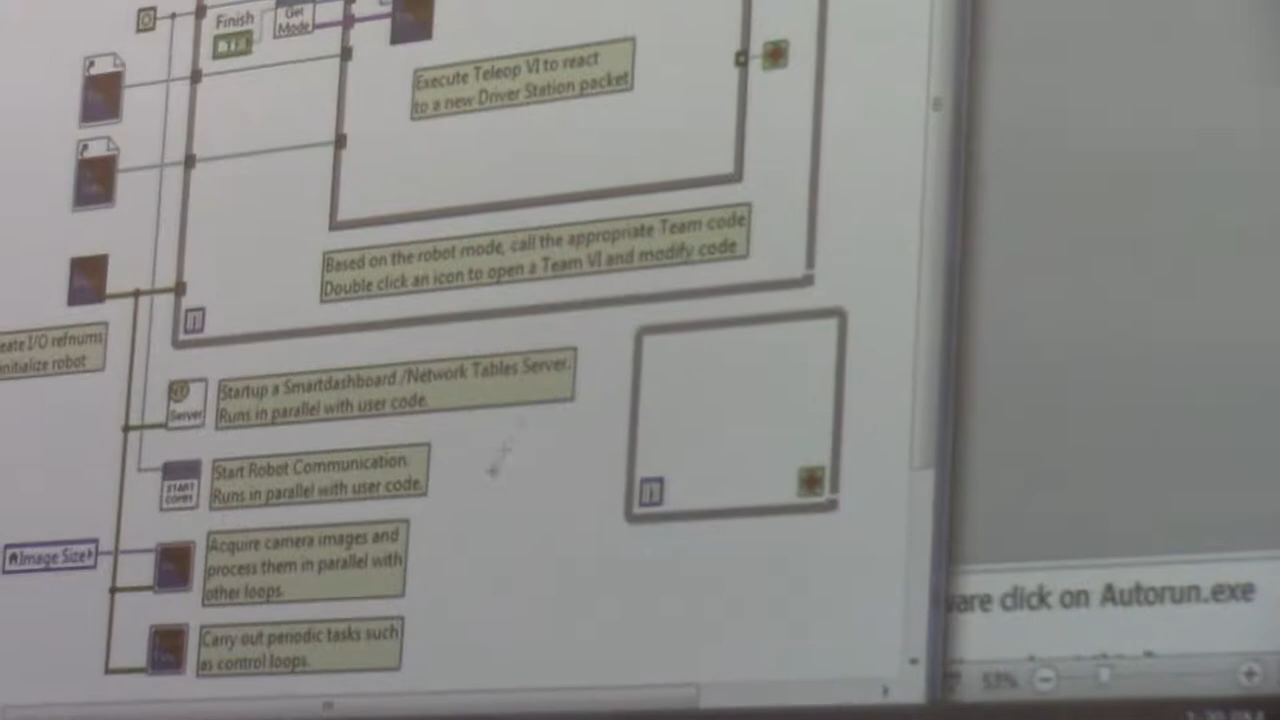 Finish
Get
Mode
TF
Execute Teleop VI to react
to a new Driver Station packet
Based on the robot mode, call the appropriate Team code
Double click an icon to open a Team VI and modify code
i
eate I/O refnums
initialize robot
Startup a Smartdashboard /Network Tables Server.
Runs in parallel with user code.
Server
Start Robot Communication.
Runs in parallel with user code.
START
COMM
i
Image Size
Acquire camera images and
process them in parallel with
other loops.
Carry out periodic tasks such
as control loops.
ware click on Autorun.exe
53%